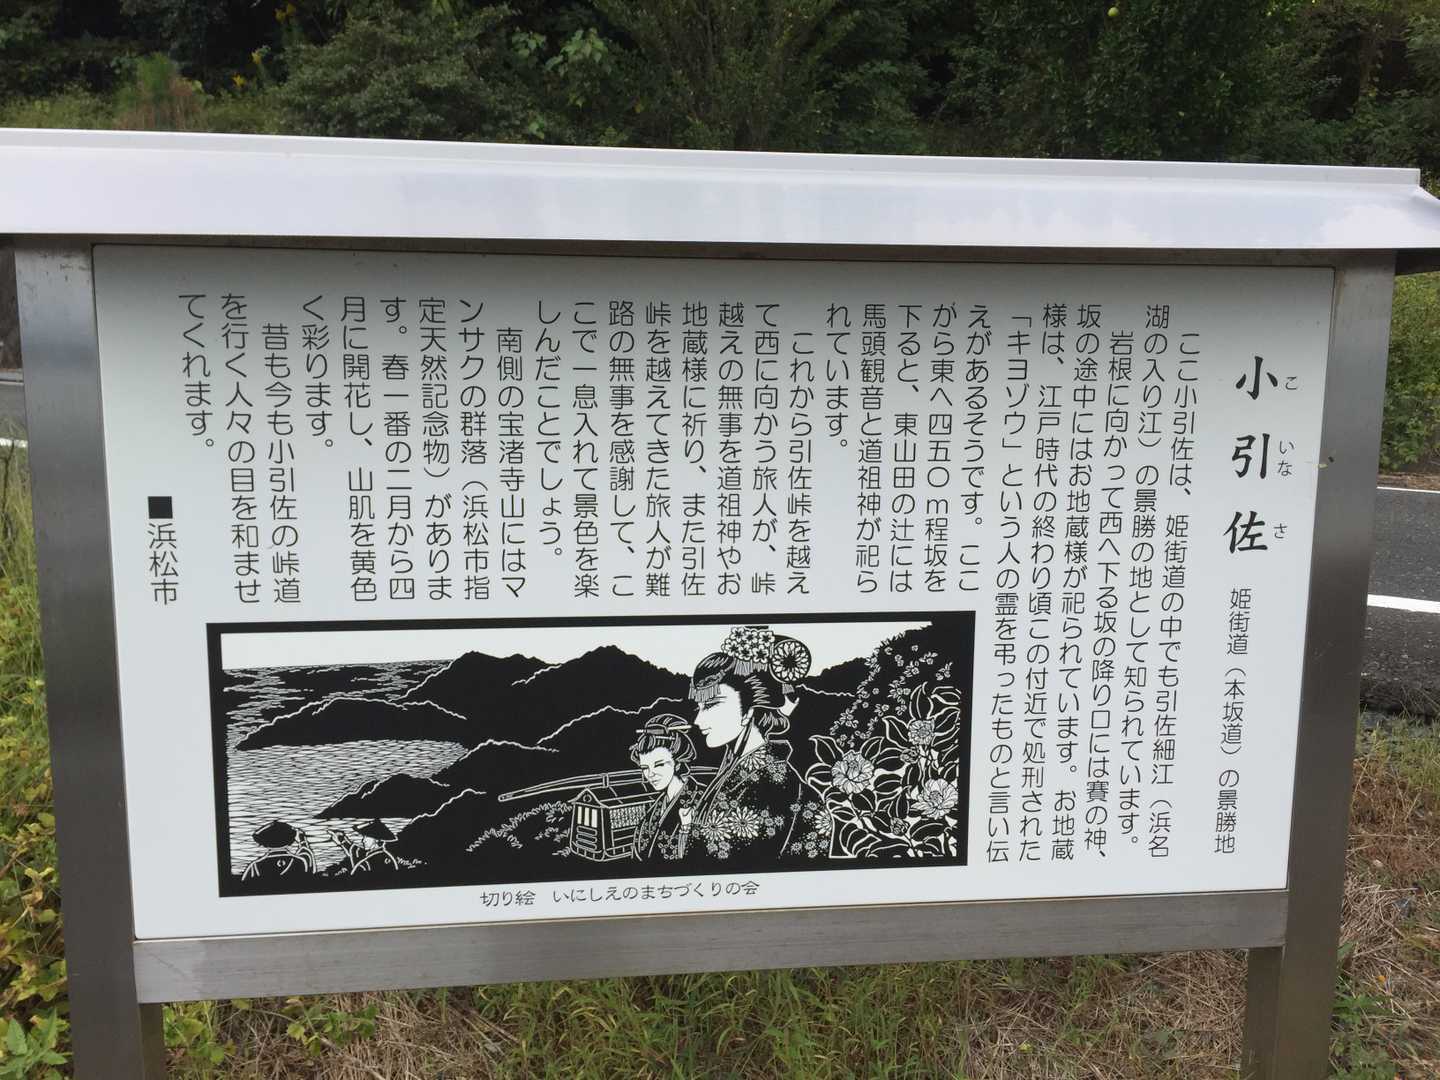 小引佐 姫街道（本坂道）の景勝地
こ いな さ
ここ小引佐は、姫街道の中でも引佐細江（浜名
湖の入り江）の景勝の地として知られています。
岩根に向かって西へ下る坂の降り口には賽の神、
坂の途中にはお地蔵様が祀られています。お地蔵
様は、江戸時代の終わり頃この付近で処刑された
「キヨゾウ」という人の霊を弔ったものと言い伝
えがあるそうです。ここ
から東へ四五〇ｍ程坂を
下ると、東山田の辻には
馬頭観音と道祖神が祀ら
れています。
これから引佐峠を越え
て西に向かう旅人が、峠
越えの無事を道祖神やお
地蔵様に祈り、また引佐
峠を越えてきた旅人が難
路の無事を感謝して、こ
こで一息入れて景色を楽
しんだことでしょう。
南側の宝渚寺山にはマ
ンサクの群落（浜松市指
定天然記念物）がありま
す。春一番の二月から四
月に開花し、山肌を黄色
く彩ります。
昔も今も小引佐の峠道
を行く人々の目を和ませ
てくれます。
■浜松市
切り絵 いにしえのまちづくりの会